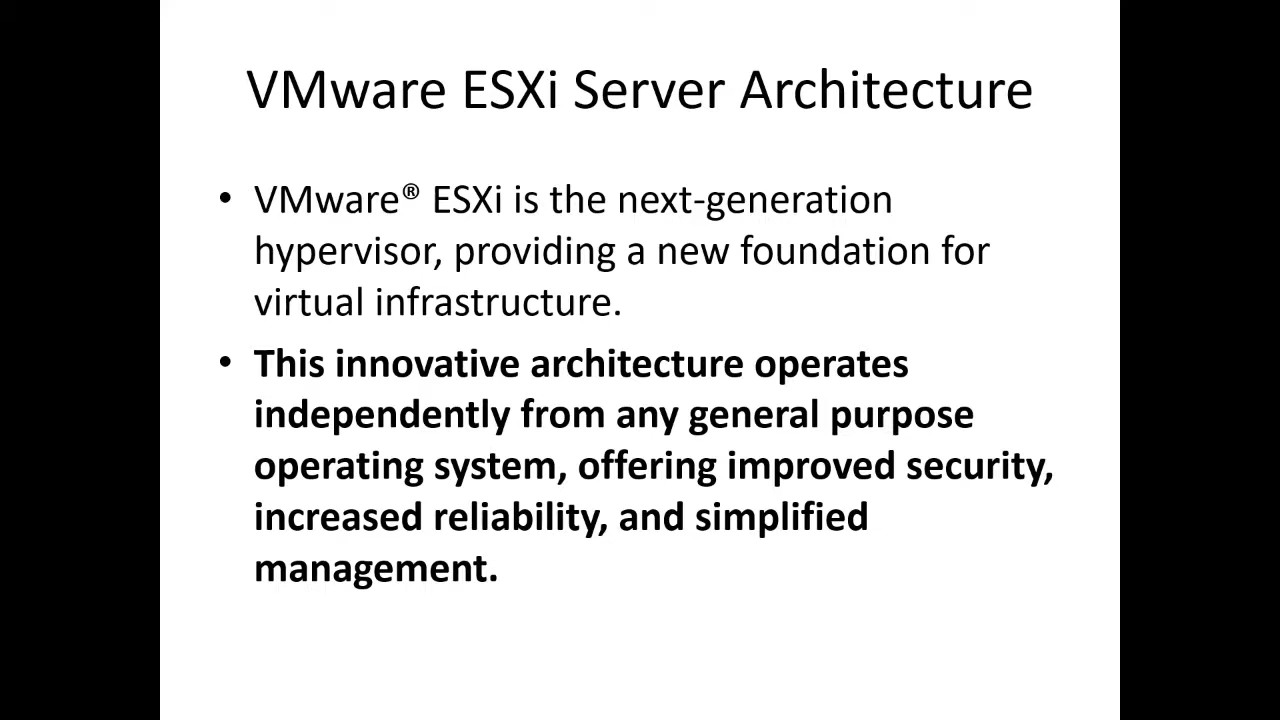 VMware ESXi Server Architecture
• VMware® ESXi is the next-generation
hypervisor, providing a new foundation for
virtual infrastructure.
• This innovative architecture operates
independently from any general purpose
operating system, offering improved security,
increased reliability, and simplified
management.